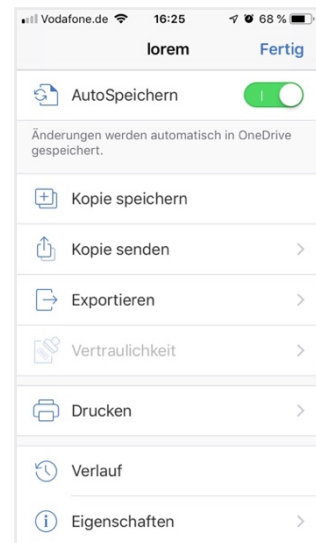 Vodafone.de 16:25 68 %
lorem Fertig
AutoSpeichern
Änderungen werden automatisch in OneDrive
gespeichert.
Kopie speichern
Kopie senden
Exportieren
Vertraulichkeit
Drucken
Verlauf
Eigenschaften